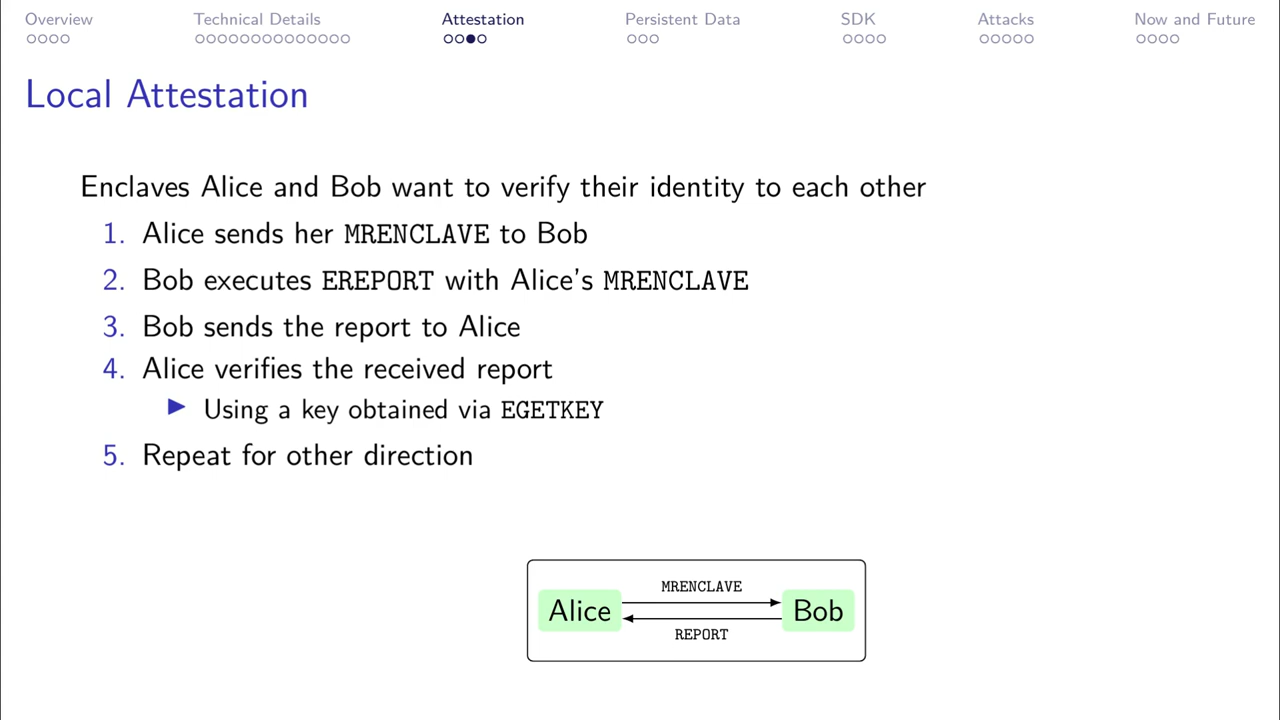 Overview
Technical Details
Attestation
Persistent Data
SDK
Attacks
Now and Future
Local Attestation
Enclaves Alice and Bob want to verify their identity to each other
1. Alice sends her MRENCLAVE to Bob
2. Bob executes EREPORT with Alice's MRENCLAVE
3. Bob sends the report to Alice
4. Alice verifies the received report
Using a key obtained via EGETKEY
5. Repeat for other direction
MRENCLAVE
Alice
Bob
REPORT